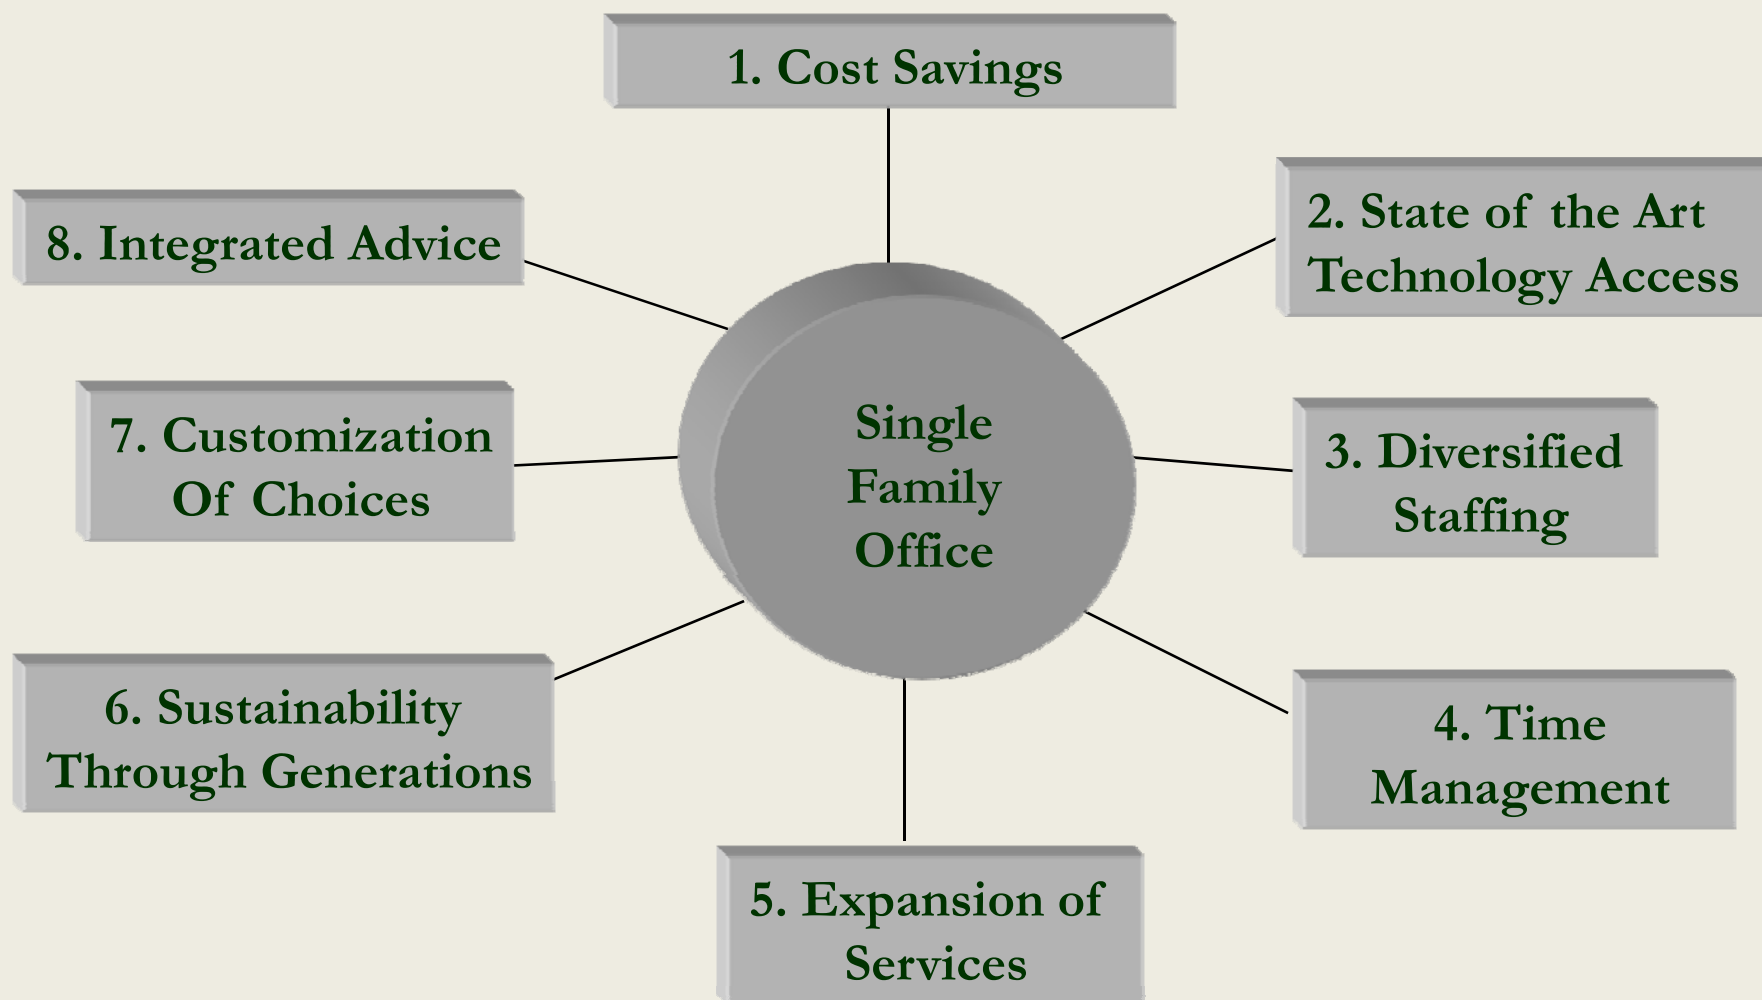 1. Cost Savings
2. State of the Art
Technology Access
3. Diversified
Staffing
4. Time
Management
5. Expansion of
Services
6. Sustainability
Through Generations
7. Customization
Of Choices
8. Integrated Advice
Single
Family
Office